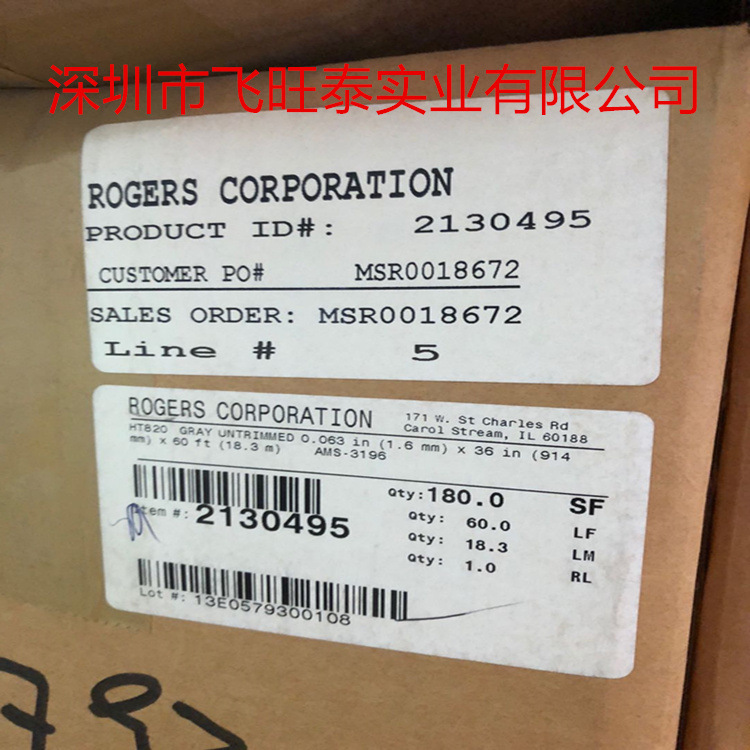 深圳市飞旺泰实业有限公司
ROGERS CORPORATION
PRODUCT ID#: 2130495
CUSTOMER PO# MSR0018672
SALES ORDER: MSR0018672
Line # 5
ROGERS CORPORATION
171 W. St Charles Rd
Carol Stream, IL 60188
HT820 GRAY UNTRIMMED 0.063 in (1.6 mm) x 36 in (914
mm) x 60 ft (18.3 m) AMS-3196
Item #: 2130495
Qty: 180.0 SF
Qty: 60.0 LF
Qty: 18.3 LM
Qty: 1.0 RL
Lot #: 13E0579300108